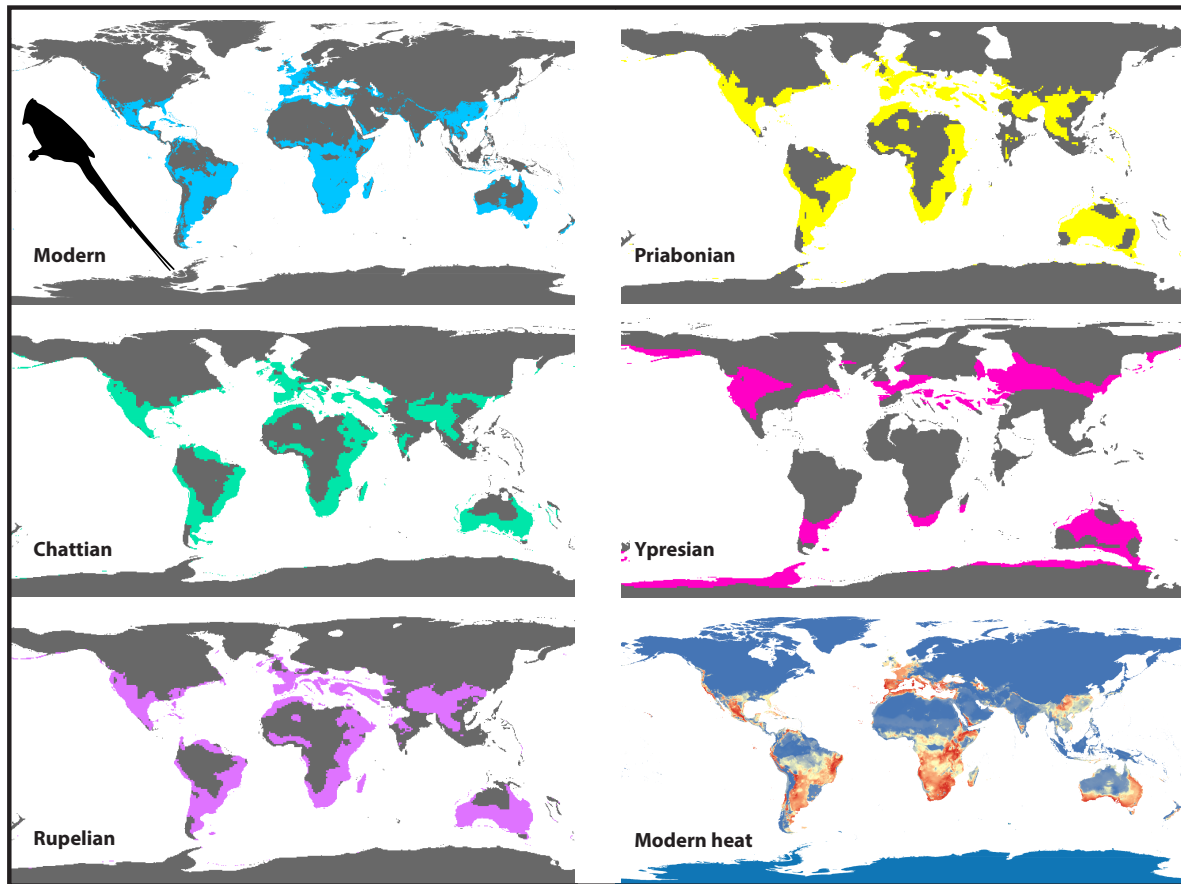 Modern
Priabonian
Chattian
Ypresian
Rupelian
Modern heat